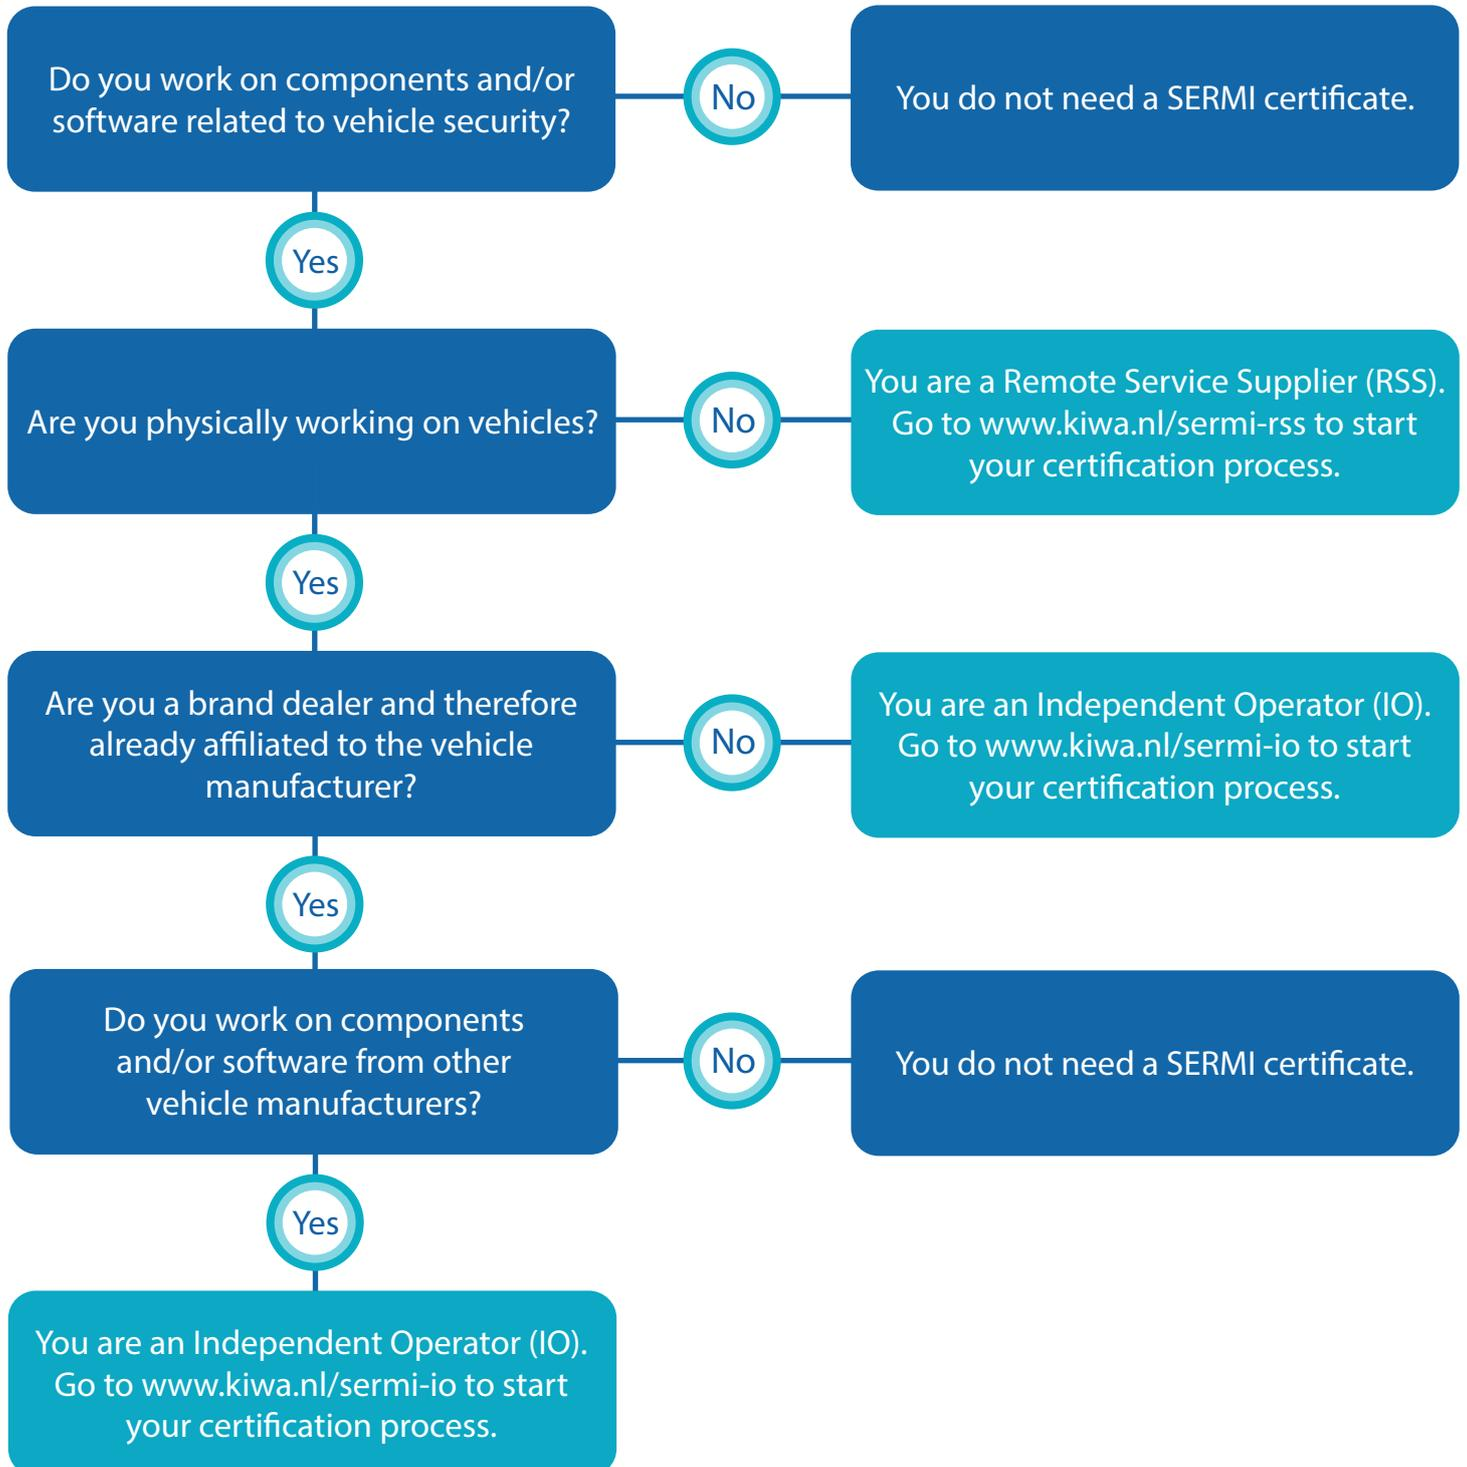 Do you work on components and/or
software related to vehicle security?
No
You do not need a SERMI certificate.
Yes
Are you physically working on vehicles?
No
You are a Remote Service Supplier (RSS).
Go to www.kiwa.nl/sermi-rss to start
your certification process.
Yes
Are you a brand dealer and therefore
already affiliated to the vehicle
manufacturer?
No
You are an Independent Operator (IO).
Go to www.kiwa.nl/sermi-io to start
your certification process.
Yes
Do you work on components
and/or software from other
vehicle manufacturers?
No
You do not need a SERMI certificate.
Yes
You are an Independent Operator (IO).
Go to www.kiwa.nl/sermi-io to start
your certification process.